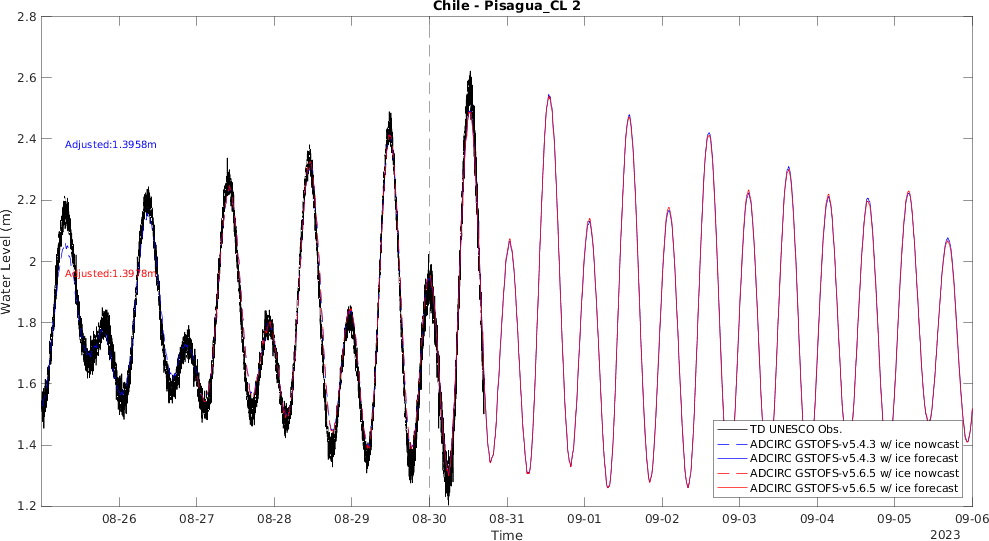 Chile - Pisagua_CL 2
2.8
2.6
2.4
2.2
2
1.8
1.6
1.4
1.2
Water Level (m)
Adjusted:1.3958m
Adjusted:1.3978m
TD UNESCO Obs.
ADCIRC GSTOFS-v5.4.3 w/ ice nowcast
ADCIRC GSTOFS-v5.4.3 w/ ice forecast
ADCIRC GSTOFS-v5.6.5 w/ ice nowcast
ADCIRC GSTOFS-v5.6.5 w/ ice forecast
08-26 08-27 08-28 08-29 08-30 08-31 09-01 09-02 09-03 09-04 09-05 09-06
Time
2023